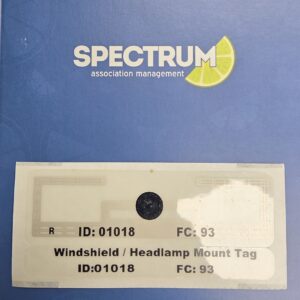 SPECTRUM
association management
R ID: 01018 FC: 93
Windshield / Headlamp Mount Tag
ID:01018 FC: 93